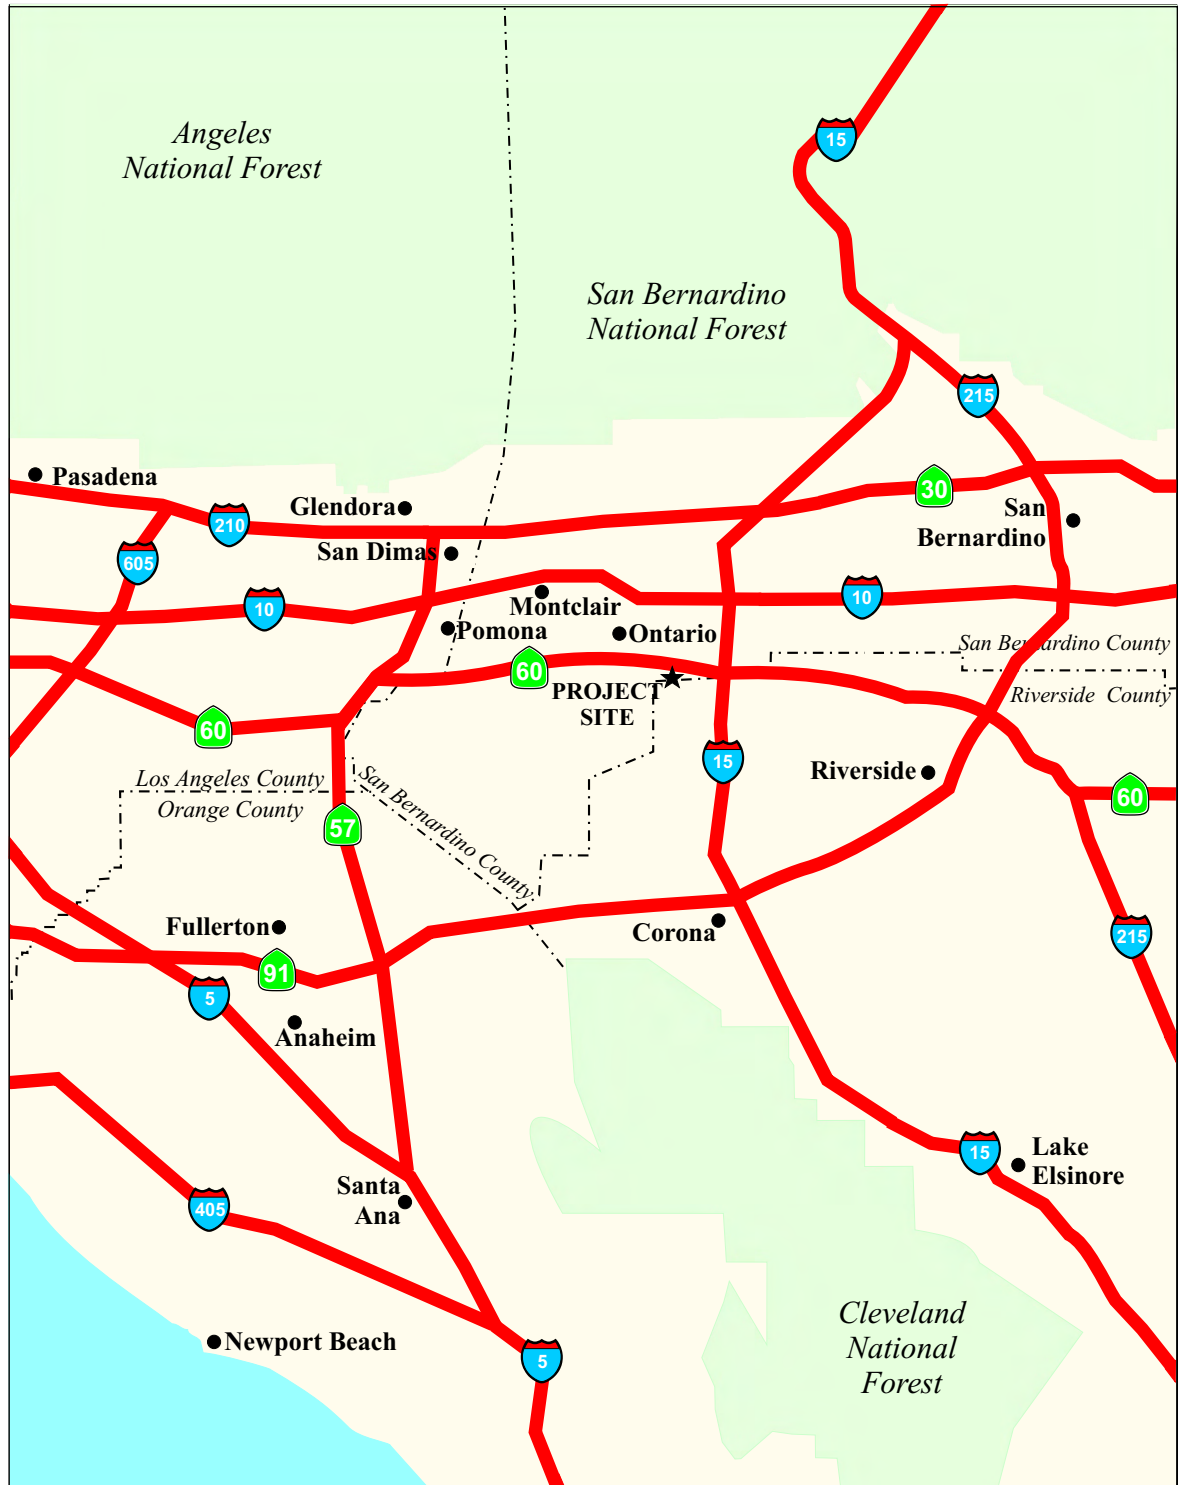 Angeles
National Forest
15
San Bernardino
National Forest
215
Pasadena
Glendora
30
San
Bernardino
210
San Dimas
605
10
Montclair
10
Pomona
Ontario
San Bernardino County
60
PROJECT
SITE
Riverside County
60
15
Riverside
Los Angeles County
Orange County
San Bernardino County
60
57
Fullerton
Corona
215
91
5
Anaheim
15
Lake
Elsinore
Santa
Ana
405
Newport Beach
5
Cleveland
National
Forest